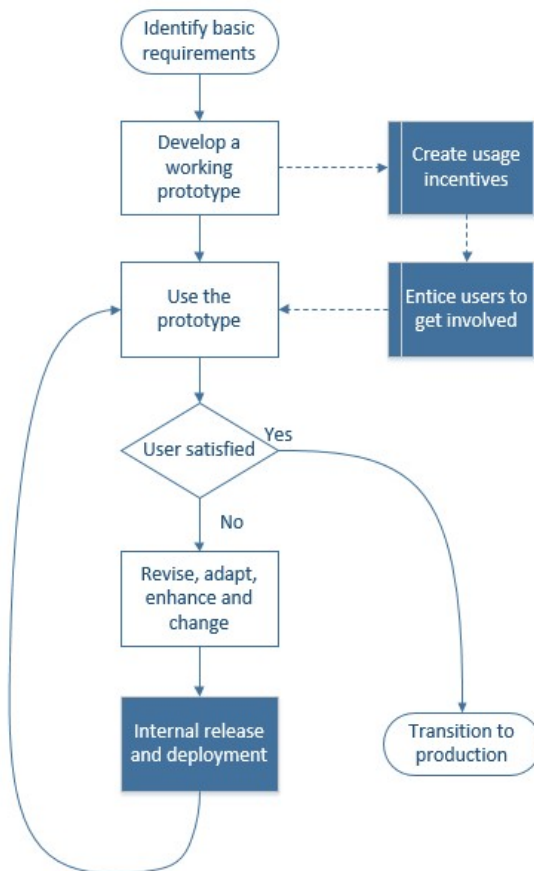 Identify basic
requirements
Develop a
working
prototype
Create usage
incentives
Use the
prototype
Entice users to
get involved
User satisfied
Yes
No
Revise, adapt,
enhance and
change
Internal release
and deployment
Transition to
production